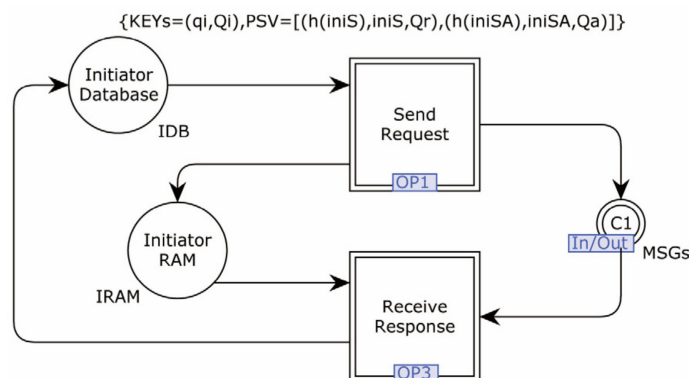 {KEYs=(qi,Qi),PSV=[(h(iniS),iniS,Qr),(h(iniSA),iniSA,Qa)]}
Initiator
Database
IDB
Send
Request
OP1
C1
In/Out
MSGs
Initiator
RAM
IRAM
Receive
Response
OP3